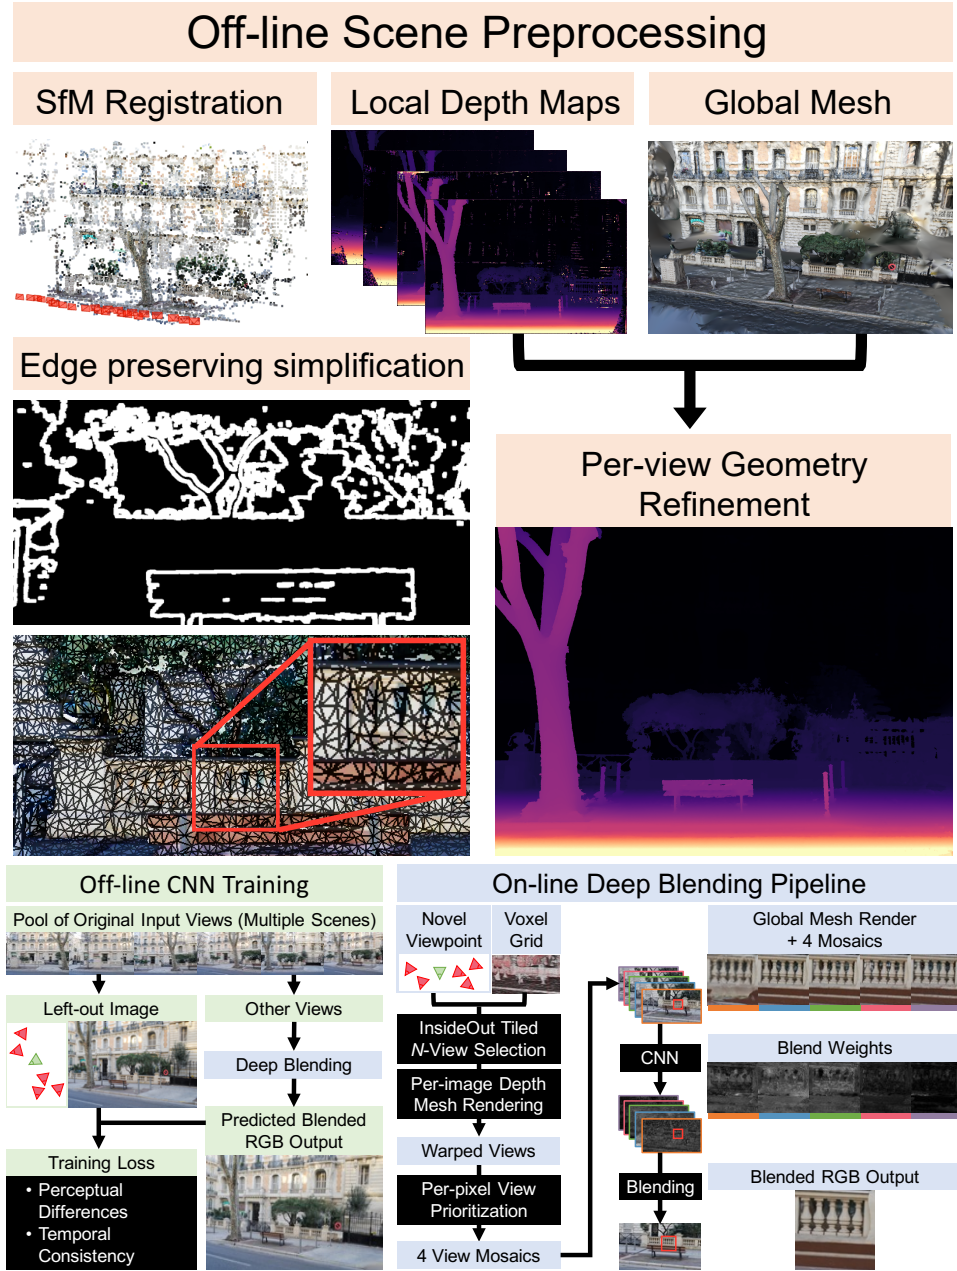 Off-line Scene Preprocessing
SfM Registration
Local Depth Maps
Global Mesh
Edge preserving simplification
Per-view Geometry
Refinement
Off-line CNN Training
Pool of Original Input Views (Multiple Scenes)
Left-out Image
Other Views
Deep Blending
Predicted Blended
RGB Output
Training Loss
• Perceptual
Differences
• Temporal
Consistency
On-line Deep Blending Pipeline
Novel
Viewpoint
Voxel
Grid
InsideOut Tiled
N-View Selection
Per-image Depth
Mesh Rendering
Warped Views
Per-pixel View
Prioritization
4 View Mosaics
CNN
Blending
Global Mesh Render
+ 4 Mosaics
Blend Weights
Blended RGB Output